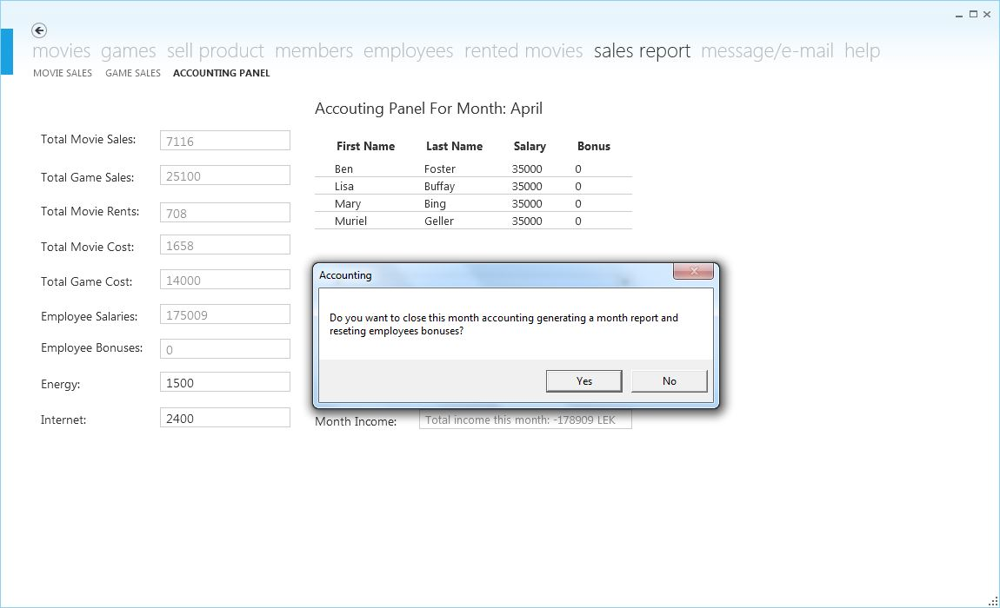 movies games sell product members employees rented movies sales report message/e-mail help
MOVIE SALES GAME SALES ACCOUNTING PANEL
Accouting Panel For Month: April
Total Movie Sales: 7116
Total Game Sales: 25100
Total Movie Rents: 708
Total Movie Cost: 1658
Total Game Cost: 14000
Employee Salaries: 175009
Employee Bonuses: 0
Energy: 1500
Internet: 2400
First Name Last Name Salary Bonus
Ben Foster 35000 0
Lisa Buffay 35000 0
Mary Bing 35000 0
Muriel Geller 35000 0
Accounting
Do you want to close this month accounting generating a month report and
reseting employees bonuses?
Yes No
Month Income: Total income this month: -178909 LEK